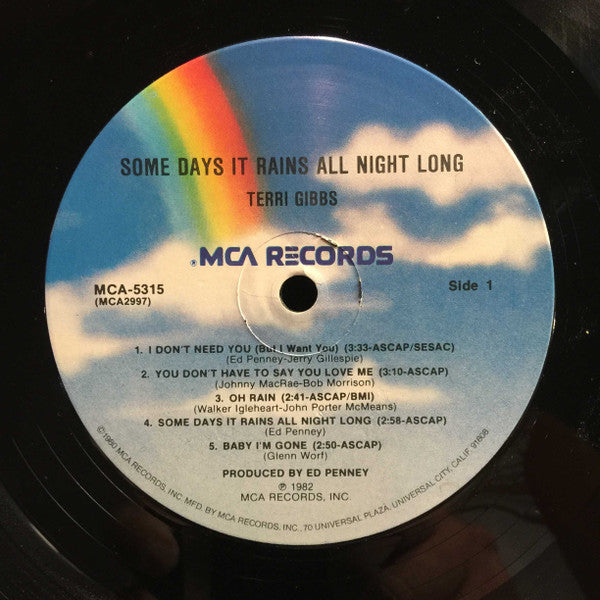 SOME DAYS IT RAINS ALL NIGHT LONG
TERRI GIBBS
®MCA RECORDS
MCA-5315
(MCA2997)
Side 1
1. I DON'T NEED YOU (But I Want You) (3:33-ASCAP/SESAC)
(Ed Penney-Jerry Gillespie)
2. YOU DON'T HAVE TO SAY YOU LOVE ME (3:10-ASCAP)
(Johnny MacRae-Bob Morrison)
3. OH RAIN (2:41-ASCAP/BMI)
(Walker Igleheart-John Porter McMeans)
4. SOME DAYS IT RAINS ALL NIGHT LONG (2:58-ASCAP)
(Ed Penney)
5. BABY I'M GONE (2:50-ASCAP)
(Glenn Worf)
PRODUCED BY ED PENNEY
℗ 1982
MCA RECORDS, INC.
©1980 MCA RECORDS, INC. MFD. BY MCA RECORDS, INC., 70 UNIVERSAL PLAZA, UNIVERSAL CITY, CALIF. 91608